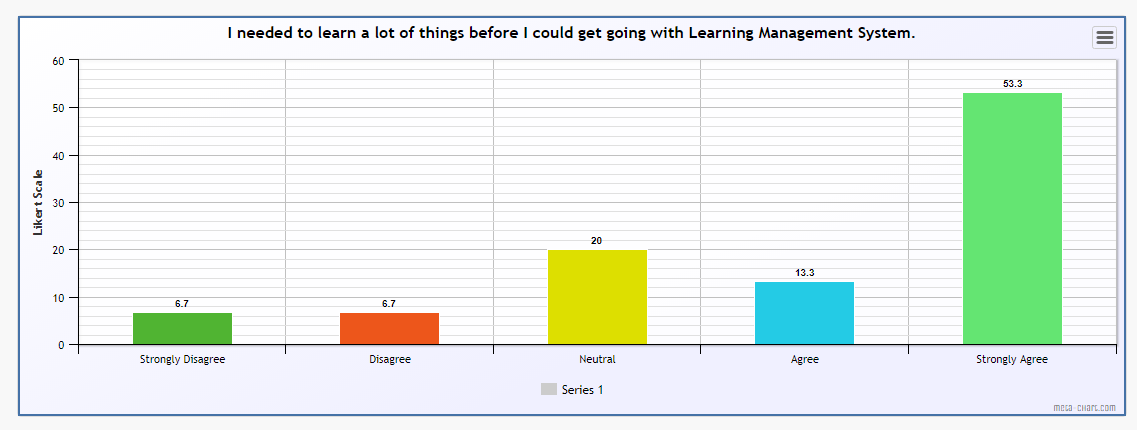 I needed to learn a lot of things before I could get going with Learning Management System.
Likert Scale
60
50
40
30
20
10
0
6.7
6.7
20
13.3
53.3
Strongly Disagree
Disagree
Neutral
Agree
Strongly Agree
Series 1
meta-chart.com